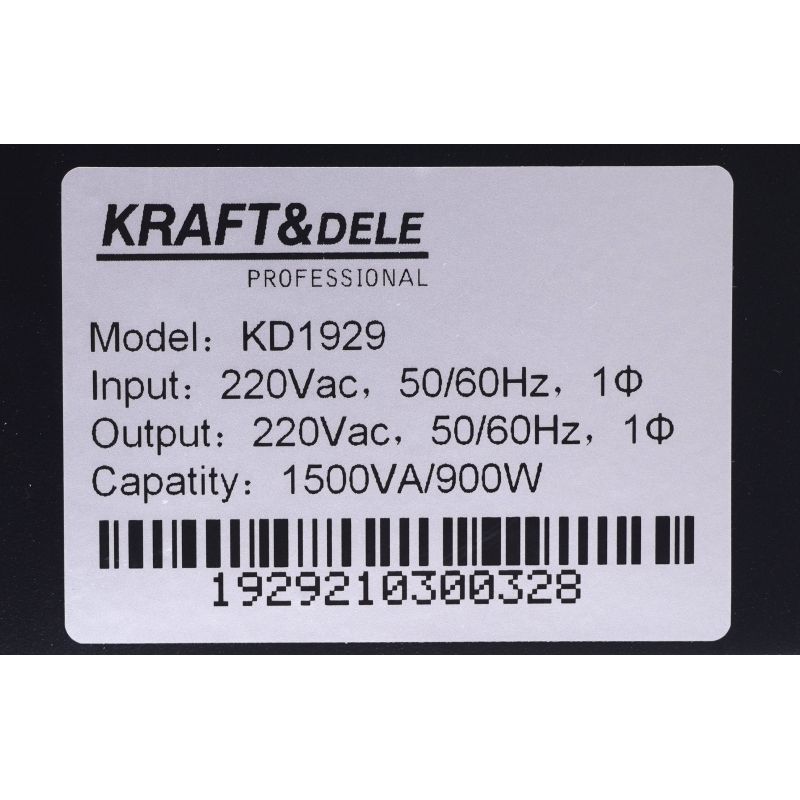 KRAFT&DELE
PROFESSIONAL
Model: KD1929
Input: 220Vac, 50/60Hz, 1Φ
Output: 220Vac, 50/60Hz, 1Φ
Capatity: 1500VA/900W
1929210300328